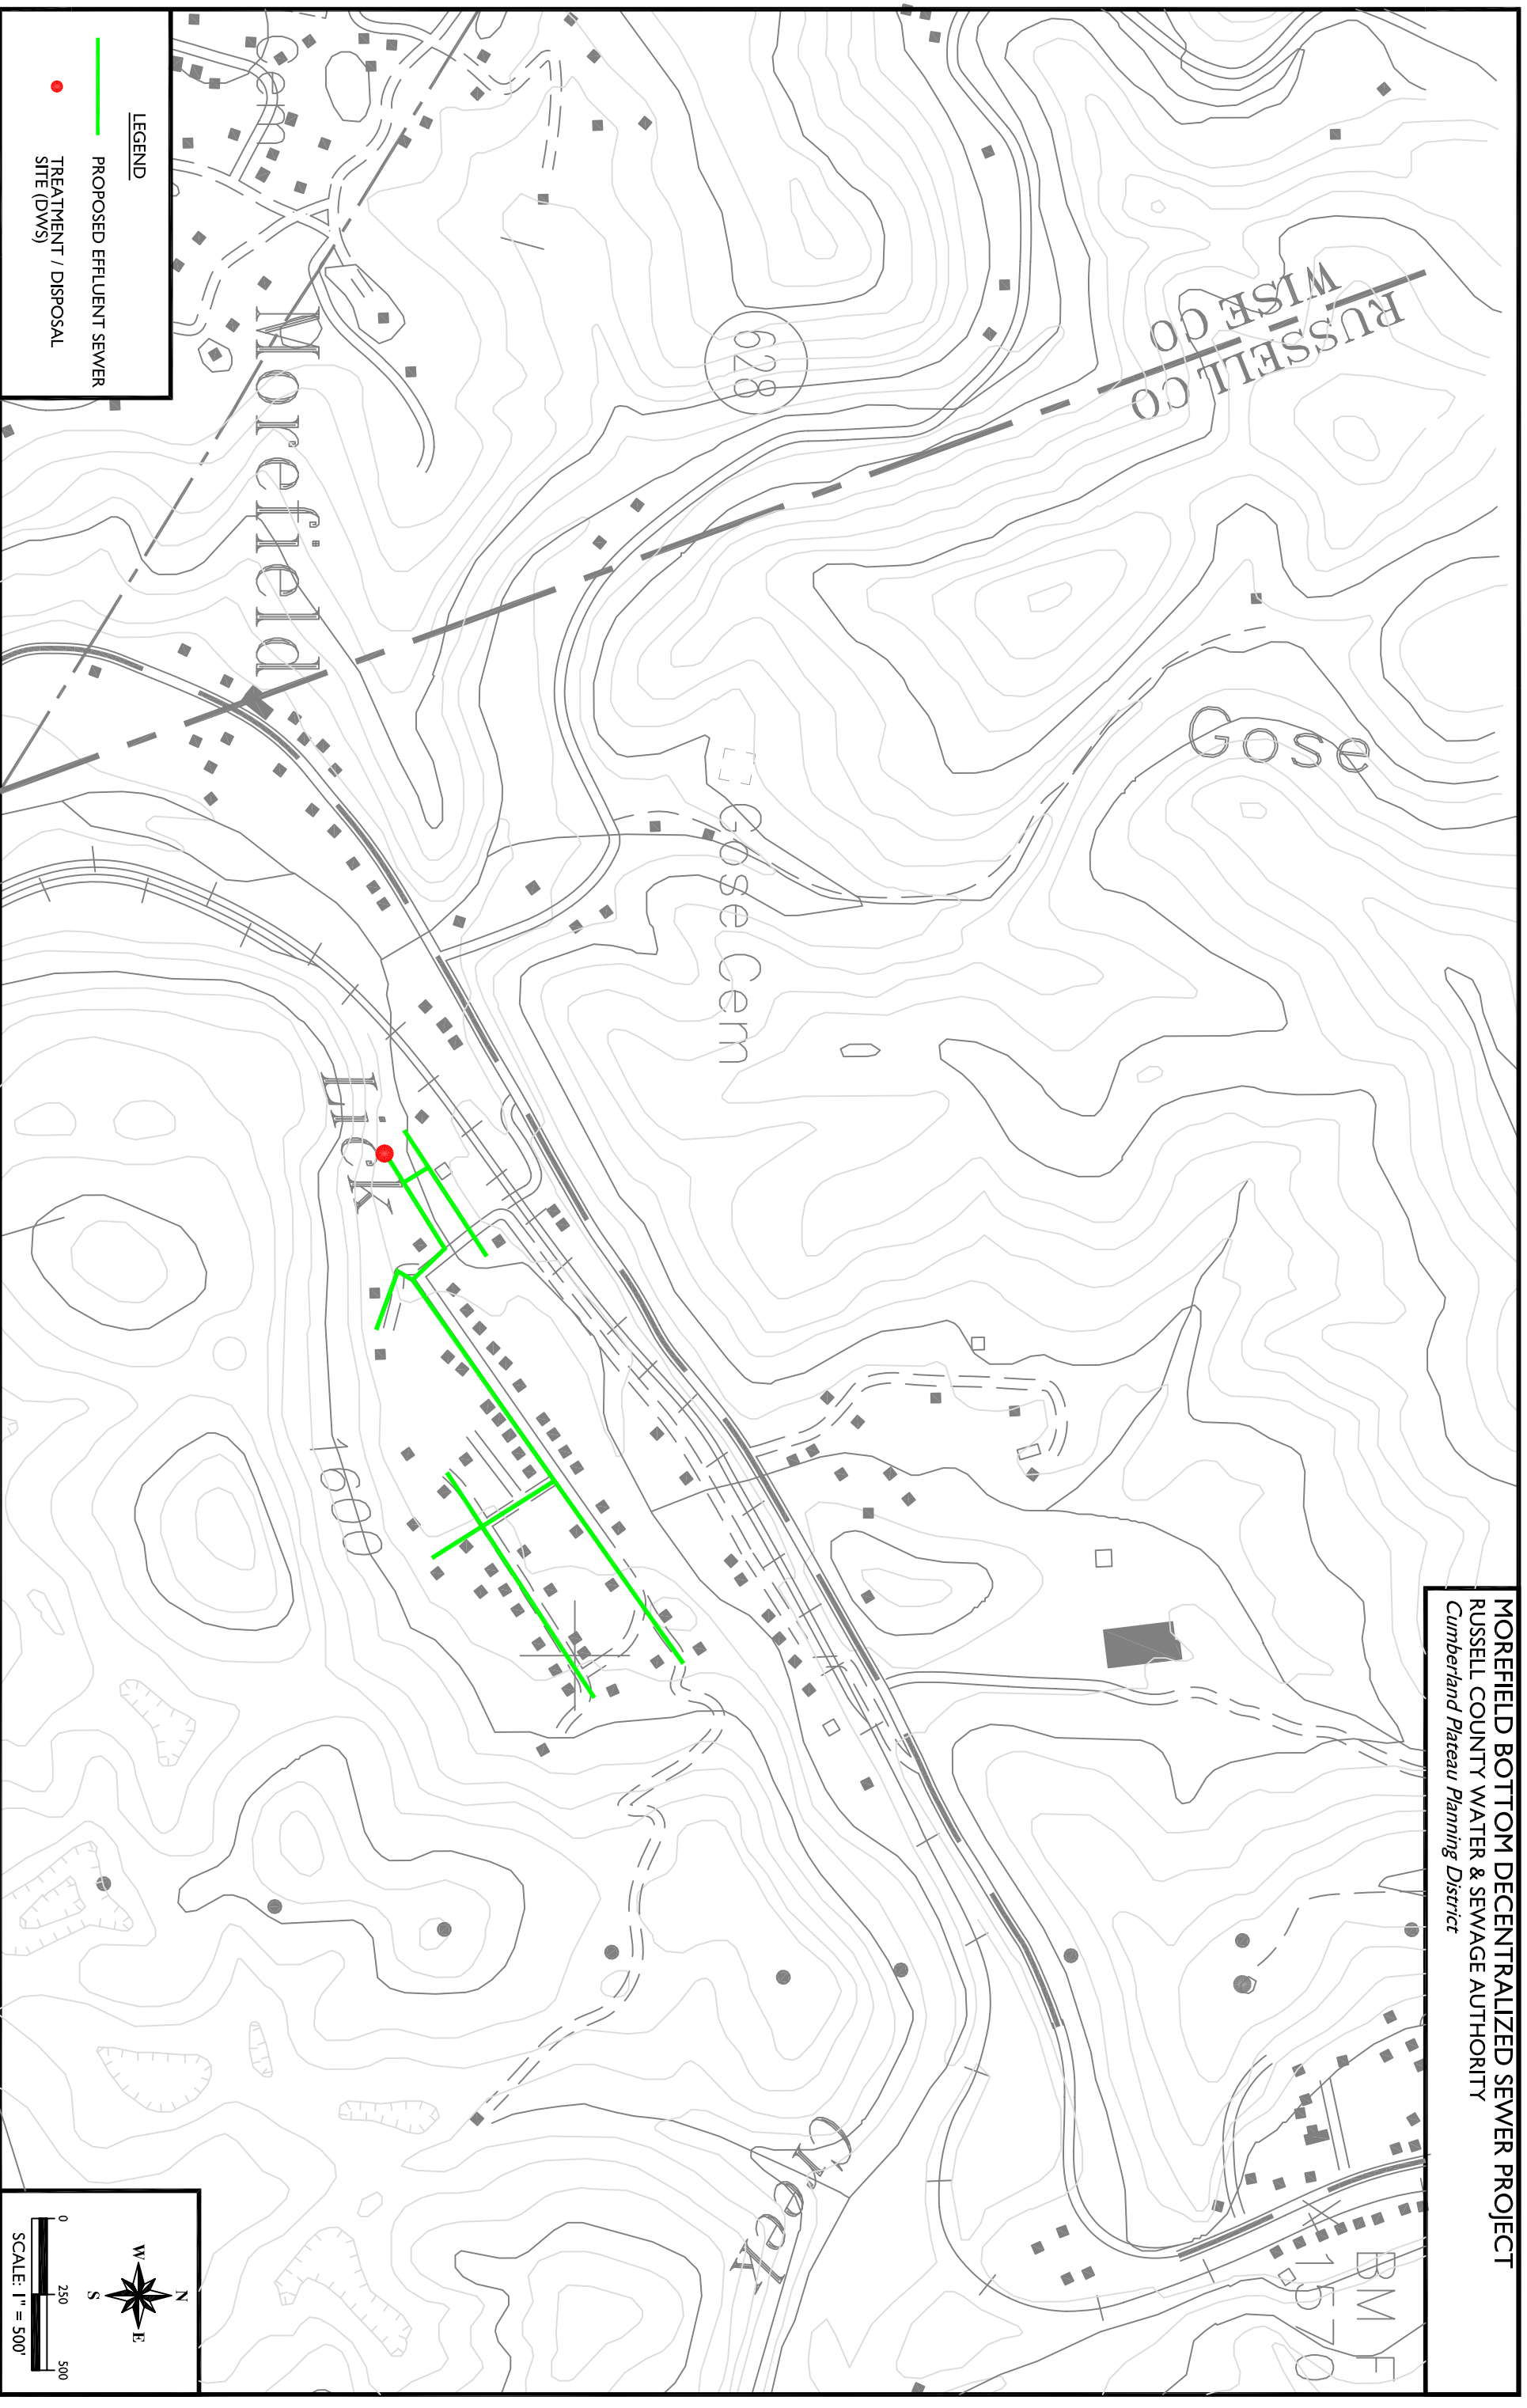 MOREFIELD BOTTOM DECENTRALIZED SEWER PROJECT
RUSSELL COUNTY WATER & SEWAGE AUTHORITY
Cumberland Plateau Planning District
RUSSELL CO
WISE CO
Gose
628
Gose Cem
Cem
Morefield
Lick
1600
Creek
BM F
1570
LEGEND
PROPOSED EFFLUENT SEWER
TREATMENT / DISPOSAL
SITE (DWS)
N
W
E
S
0 250 500
SCALE: 1" = 500'